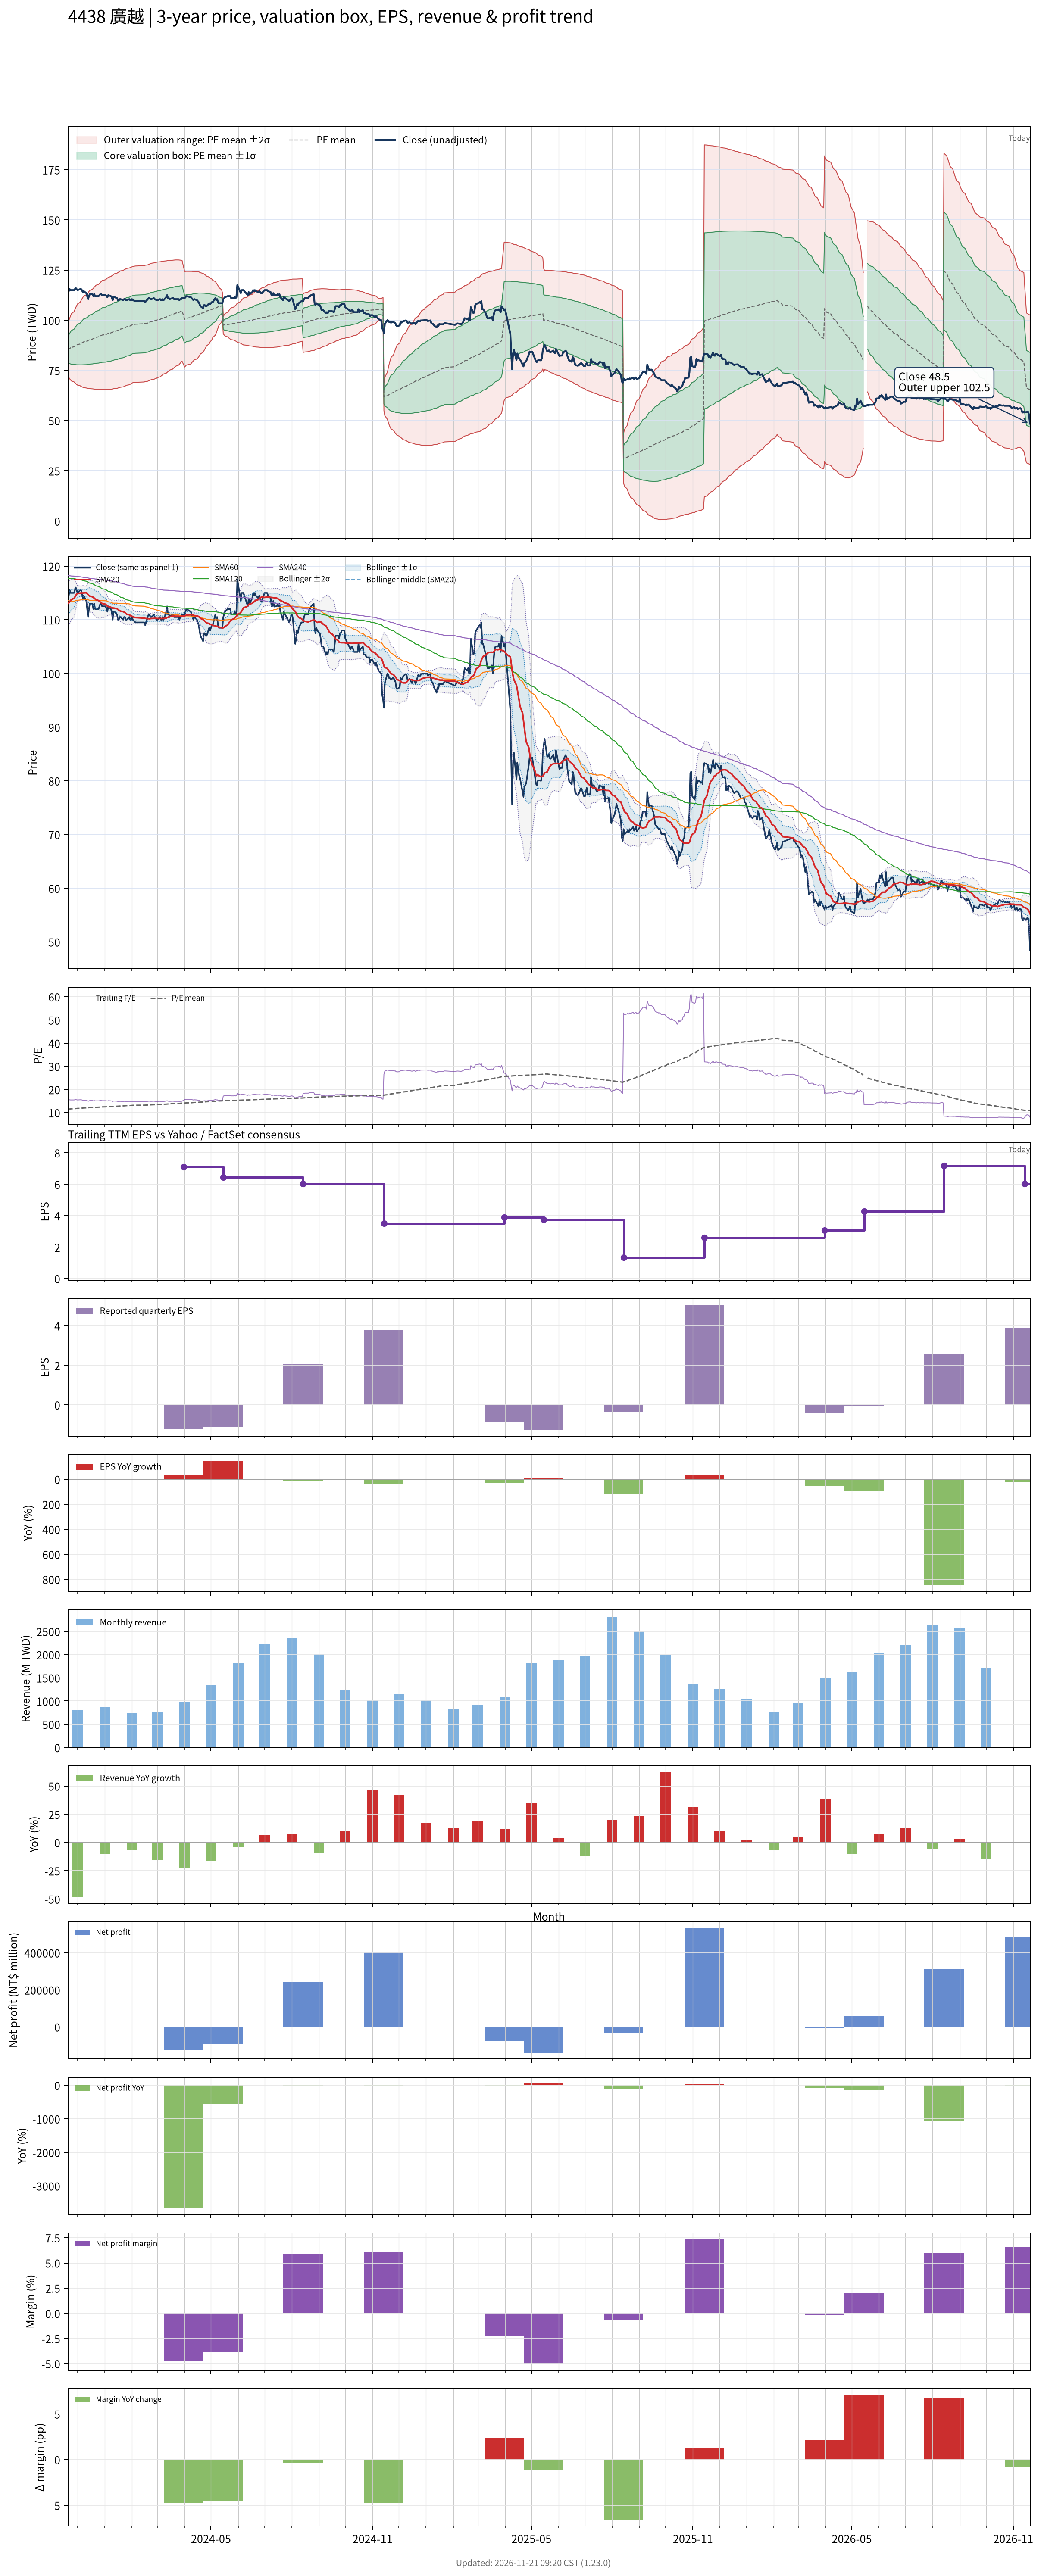 4438 廣越 | 3-year price, valuation box, EPS, revenue & profit trend
Outer valuation range: PE mean ±2σ
Core valuation box: PE mean ±1σ
PE mean
Close (unadjusted)
Today
175
150
125
100
75
50
25
0
Price (TWD)
Close 48.5
Outer upper 102.5
Close (same as panel 1)
SMA20
SMA60
SMA120
SMA240
Bollinger ±2σ
Bollinger ±1σ
Bollinger middle (SMA20)
120
110
100
90
80
70
60
50
Price
Trailing P/E
P/E mean
60
50
40
30
20
10
P/E
Trailing TTM EPS vs Yahoo / FactSet consensus
Today
8
6
4
2
0
EPS
Reported quarterly EPS
4
2
0
EPS
EPS YoY growth
0
-200
-400
-600
-800
YoY (%)
Monthly revenue
2500
2000
1500
1000
500
0
Revenue (M TWD)
Revenue YoY growth
50
25
0
-25
-50
YoY (%)
Month
Net profit
400000
200000
0
Net profit (NT$ million)
Net profit YoY
0
-1000
-2000
-3000
YoY (%)
Net profit margin
7.5
5.0
2.5
0.0
-2.5
-5.0
Margin (%)
Margin YoY change
5
0
-5
Δ margin (pp)
2024-05
2024-11
2025-05
2025-11
2026-05
2026-11
Updated: 2026-11-21 09:20 CST (1.23.0)